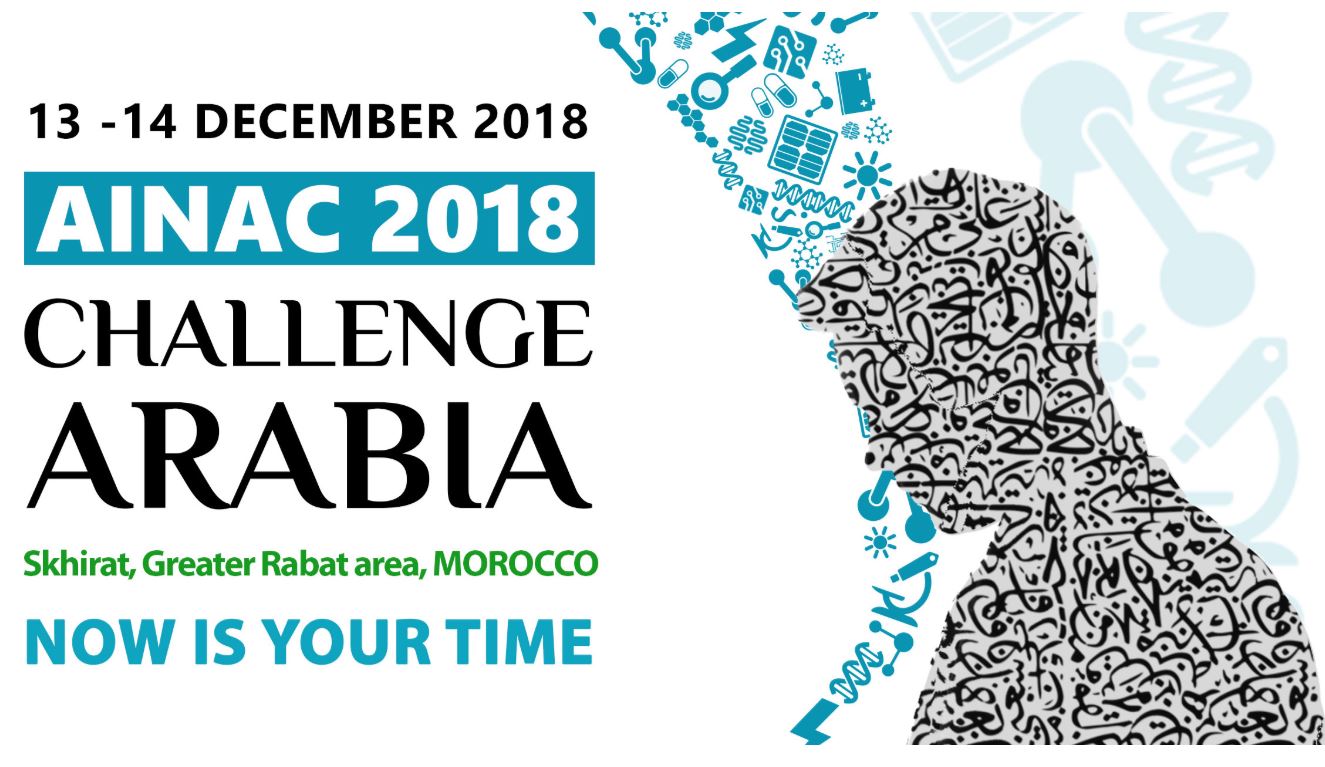 13 -14 DECEMBER 2018
AINAC 2018
CHALLENGE
ARABIA
Skhirat, Greater Rabat area, MOROCCO
NOW IS YOUR TIME